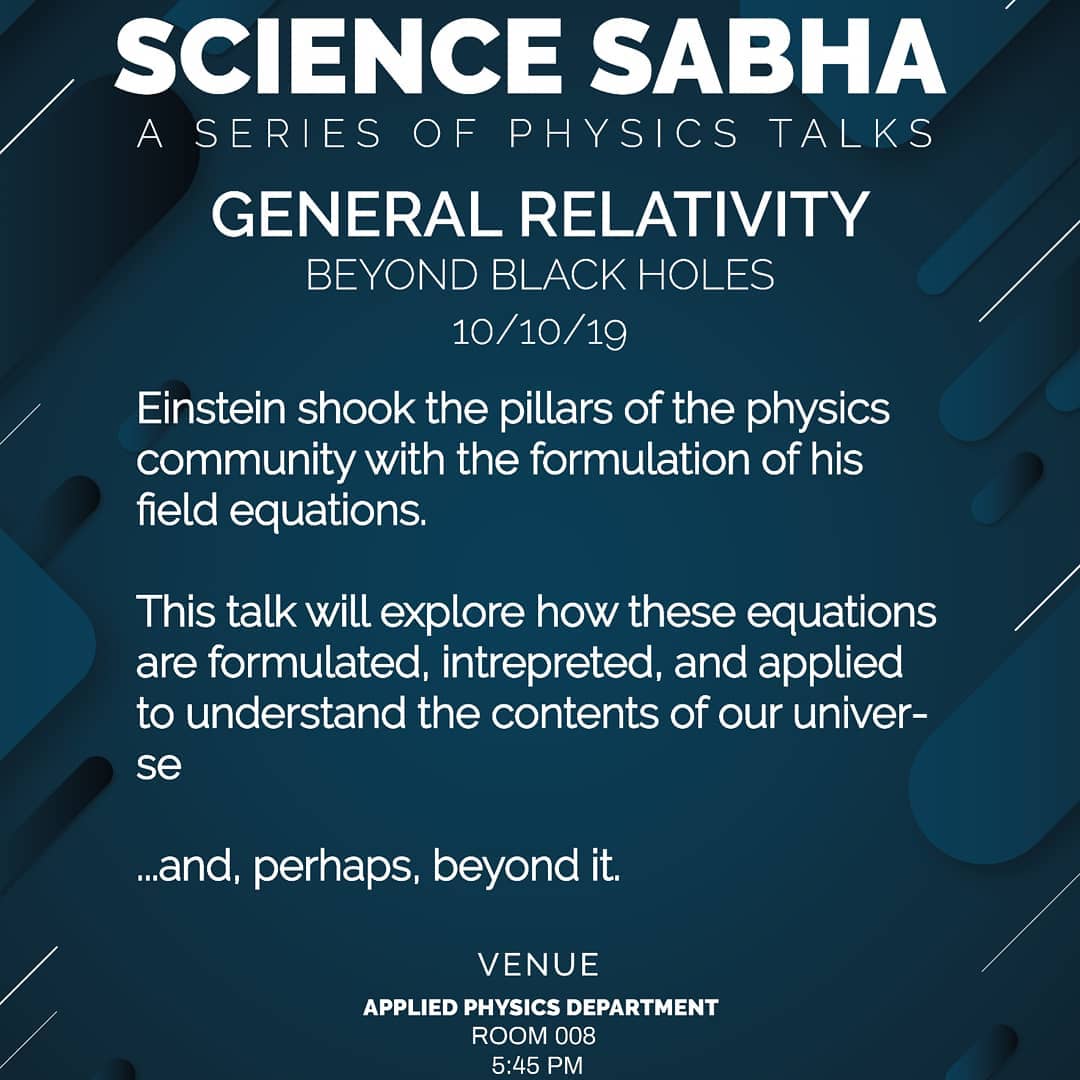 SCIENCE SABHA
A SERIES OF PHYSICS TALKS
GENERAL RELATIVITY
BEYOND BLACK HOLES
10/10/19
Einstein shook the pillars of the physics
community with the formulation of his
field equations.
This talk will explore how these equations
are formulated, intrepreted, and applied
to understand the contents of our univer-
se
...and, perhaps, beyond it.
VENUE
APPLIED PHYSICS DEPARTMENT
ROOM 008
5:45 PM